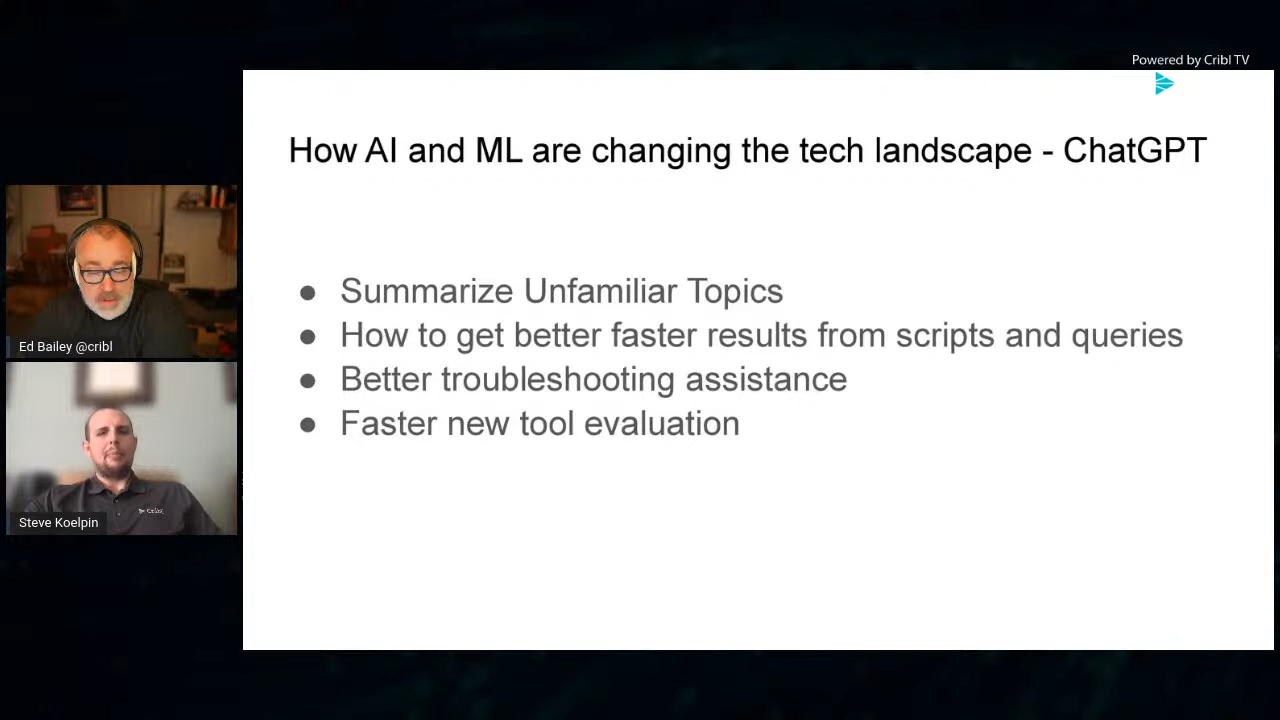 Powered by Cribl TV
How AI and ML are changing the tech landscape - ChatGPT
● Summarize Unfamiliar Topics
● How to get better faster results from scripts and queries
● Better troubleshooting assistance
● Faster new tool evaluation
Ed Bailey @cribl
Steve Koelpin